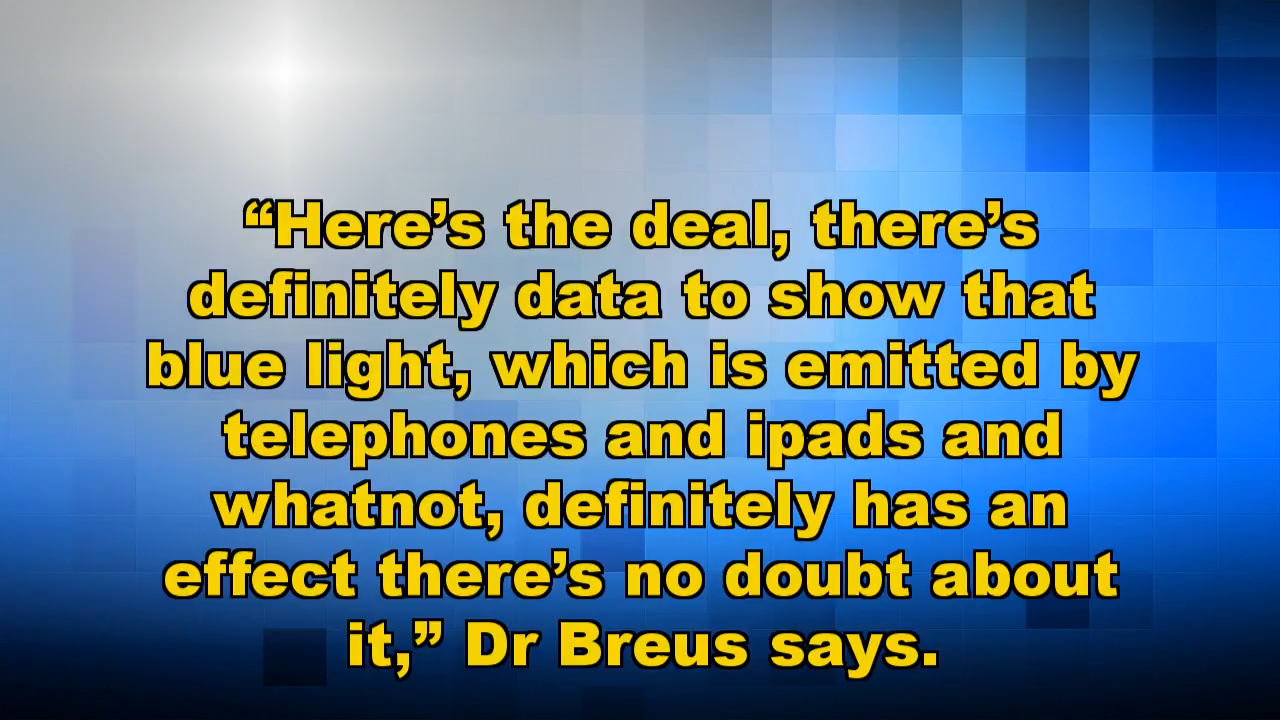 “Here’s the deal, there’s
definitely data to show that
blue light, which is emitted by
telephones and ipads and
whatnot, definitely has an
effect there’s no doubt about
it,” Dr Breus says.